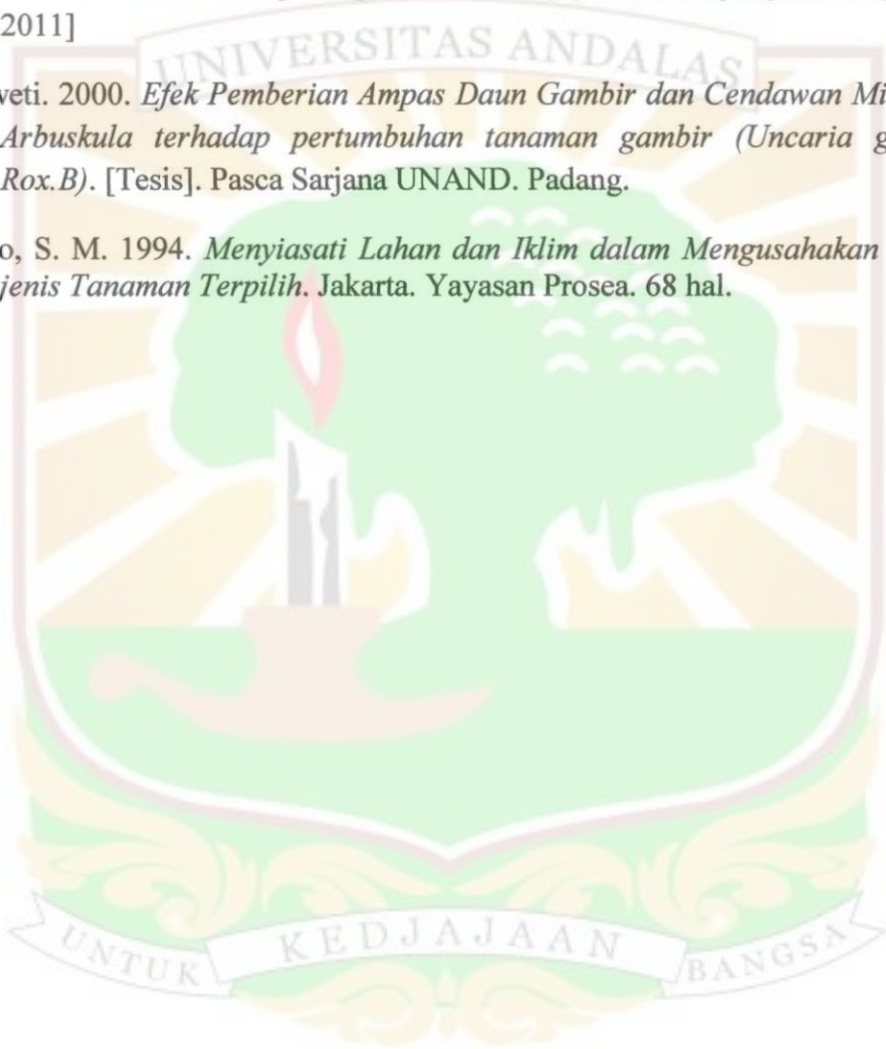 2011]
UNIVERSITAS ANDALAS
veti. 2000. Efek Pemberian Ampas Daun Gambir dan Cendawan Mi
Arbuskula terhadap pertumbuhan tanaman gambir (Uncaria g
Rox.B). [Tesis]. Pasca Sarjana UNAND. Padang.
o, S. M. 1994. Menyiasati Lahan dan Iklim dalam Mengusahakan
jenis Tanaman Terpilih. Jakarta. Yayasan Prosea. 68 hal.
UNTUK KEDJAJAAN BANGSA